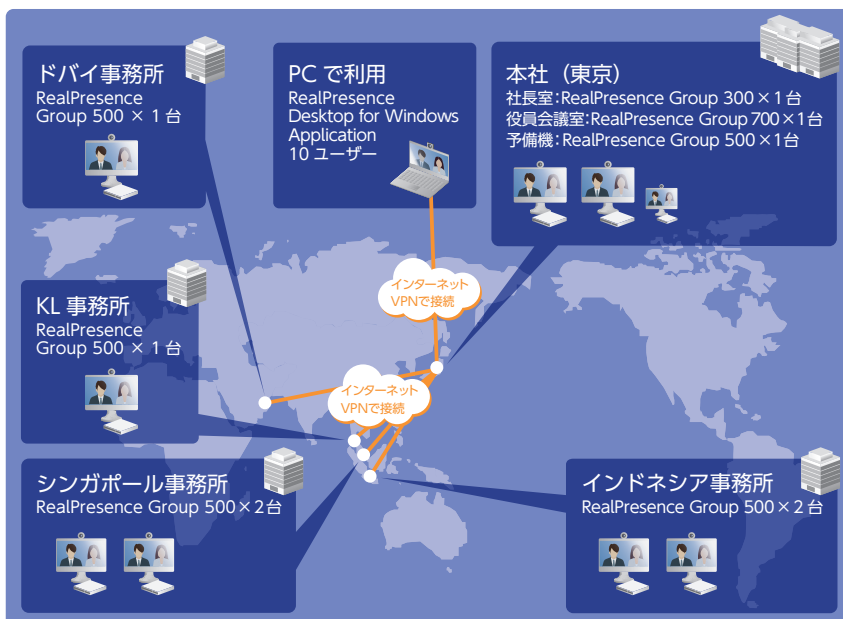 ドバイ事務所
RealPresence
Group 500 × 1 台
PC で利用
RealPresence
Desktop for Windows
Application
10 ユーザー
本社（東京）
社長室：RealPresence Group 300×1台
役員会議室：RealPresence Group 700×1台
予備機：RealPresence Group 500×1台
インターネット
VPNで接続
KL 事務所
RealPresence
Group 500 × 1 台
インターネット
VPNで接続
シンガポール事務所
RealPresence Group 500×2台
インドネシア事務所
RealPresence Group 500×2 台